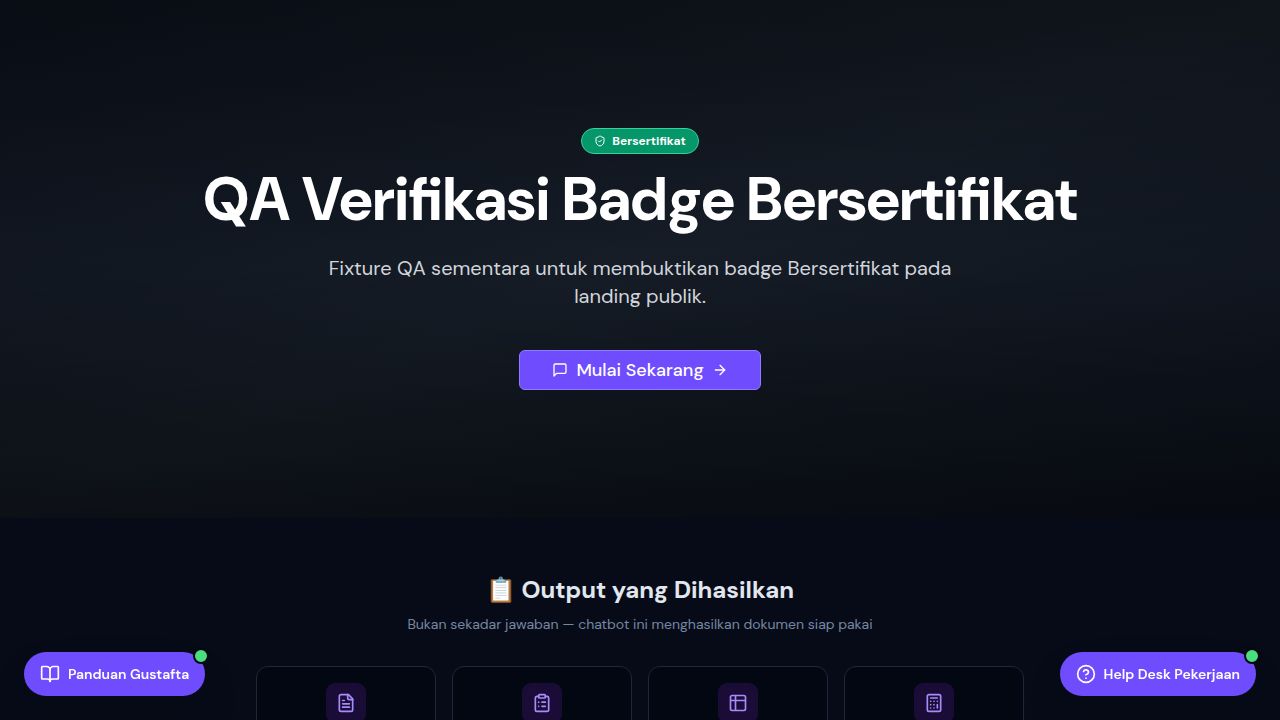 Bersertifikat
QA Verifikasi Badge Bersertifikat
Fixture QA sementara untuk membuktikan badge Bersertifikat pada
landing publik.
Mulai Sekarang
📋 Output yang Dihasilkan
Bukan sekadar jawaban — chatbot ini menghasilkan dokumen siap pakai
Panduan Gustafta
Help Desk Pekerjaan